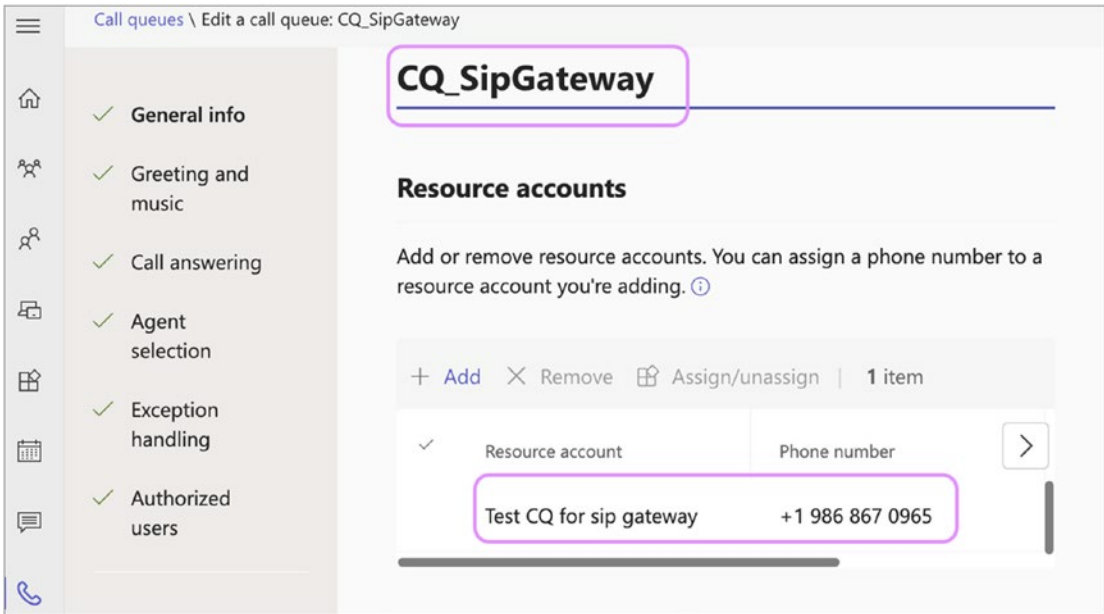 Call queues \ Edit a call queue: CQ_SipGateway
General info
Greeting and
music
Call answering
Agent
selection
Exception
handling
Authorized
users
CQ_SipGateway
Resource accounts
Add or remove resource accounts. You can assign a phone number to a
resource account you're adding.
Add Remove Assign/unassign | 1 item
Resource account Phone number
Test CQ for sip gateway +1 986 867 0965